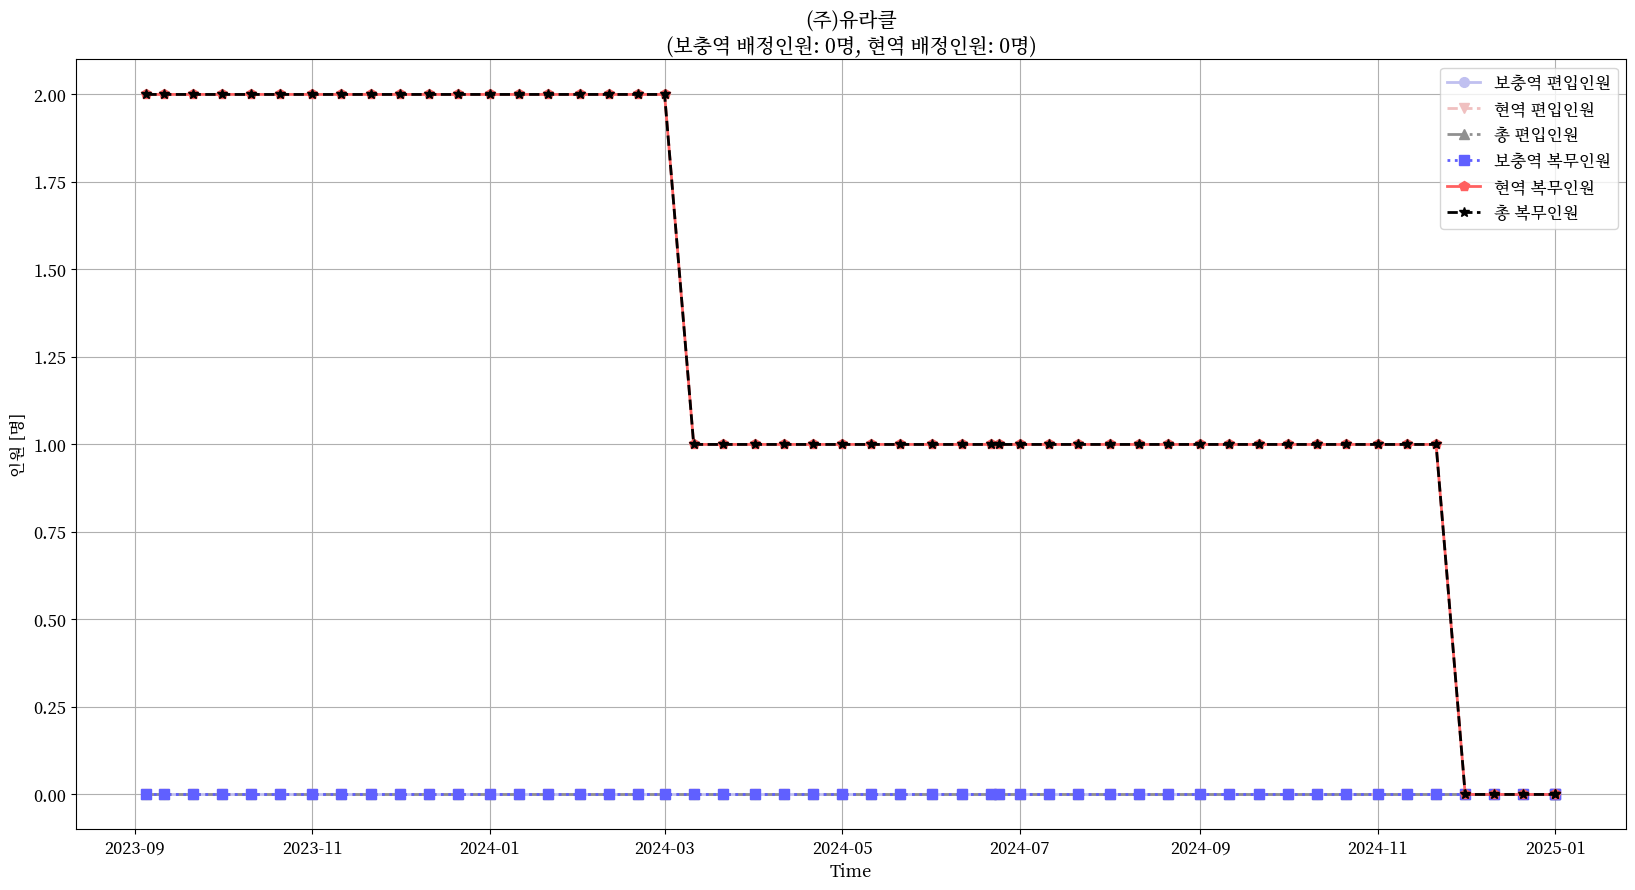 (주)유라클
(보충역 배정인원: 0명, 현역 배정인원: 0명)
보충역 편입인원
현역 편입인원
총 편입인원
보충역 복무인원
현역 복무인원
총 복무인원
인원 [명]
2.00
1.75
1.50
1.25
1.00
0.75
0.50
0.25
0.00
2023-09 2023-11 2024-01 2024-03 2024-05 2024-07 2024-09 2024-11 2025-01
Time